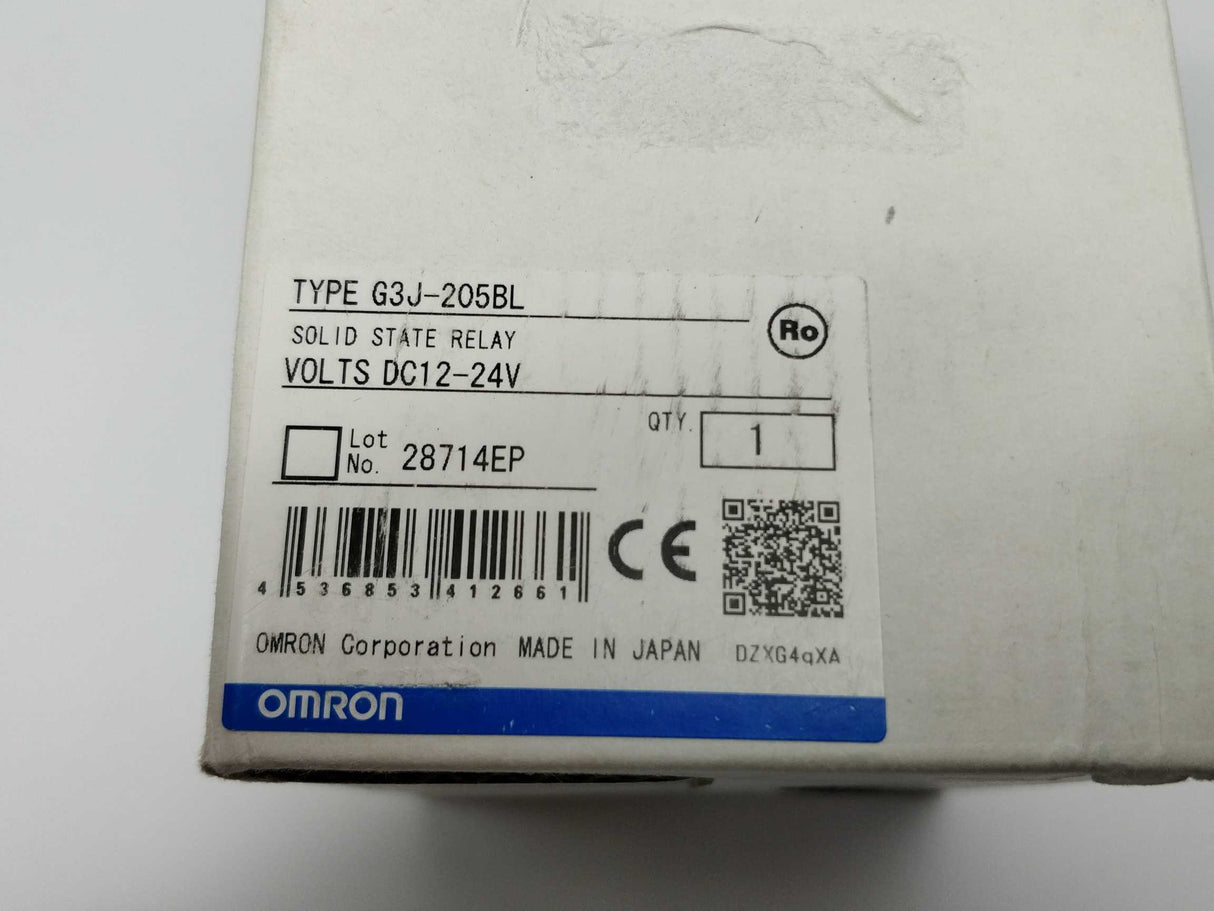 TYPE G3J-205BL
Ro
SOLID STATE RELAY
VOLTS DC12-24V
QTY. 1
Lot No. 28714EP
4 536853 412661
CE
OMRON Corporation MADE IN JAPAN DZXG4qXA
OMRON